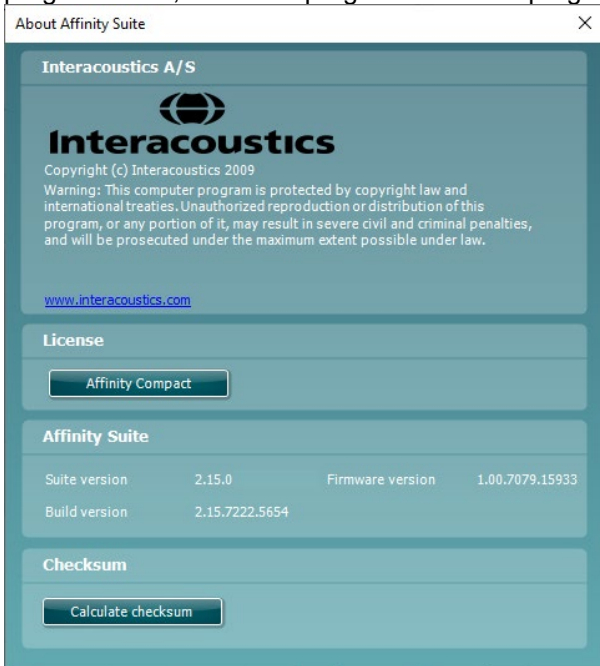 About Affinity Suite
Interacoustics A/S
Interacoustics
Copyright (c) Interacoustics 2009
Warning: This computer program is protected by copyright law and
international treaties. Unauthorized reproduction or distribution of this
program, or any portion of it, may result in severe civil and criminal penalties,
and will be prosecuted under the maximum extent possible under law.
www.interacoustics.com
License
Affinity Compact
Affinity Suite
Suite version 2.15.0 Firmware version 1.00.7079.15933
Build version 2.15.7222.5654
Checksum
Calculate checksum